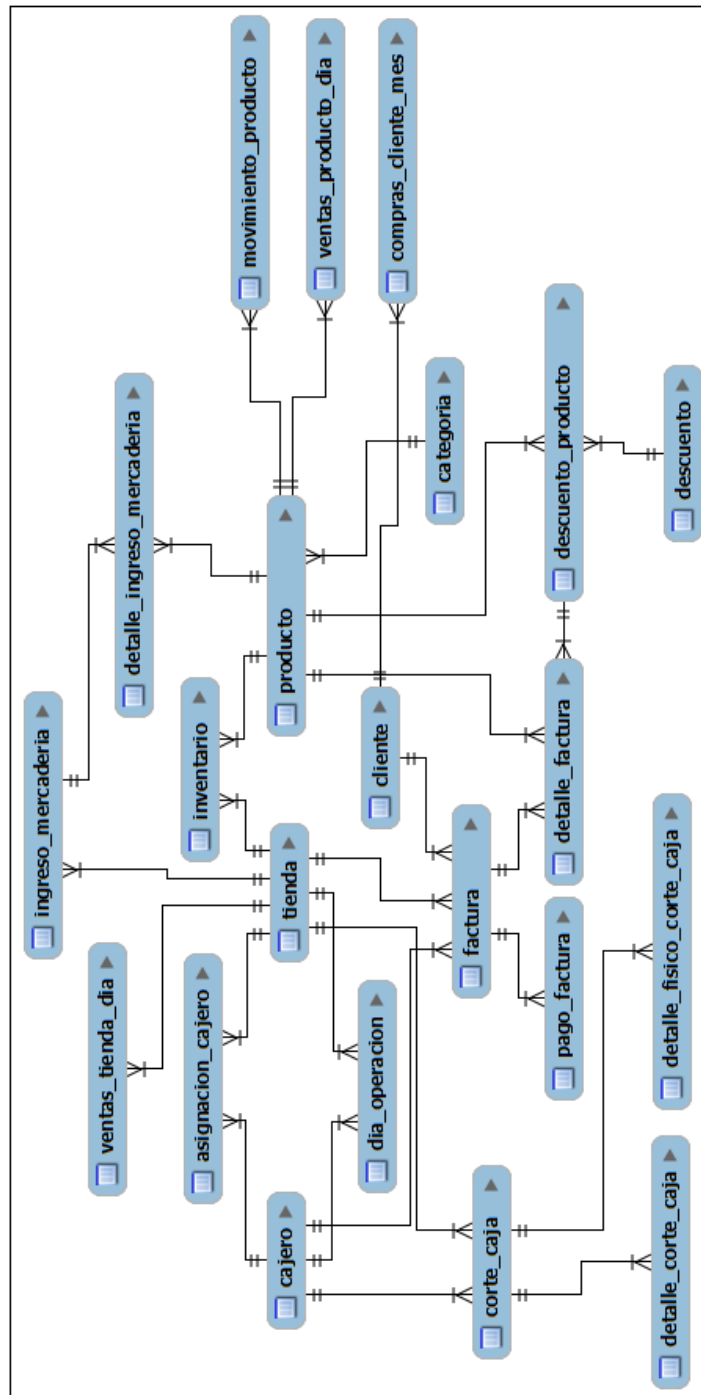 ingreso_mercaderia
detalle_ingreso_mercaderia
movimiento_producto
ventas_tienda_dia
ventas_producto_dia
asignacion_cajero
inventario
compras_cliente_mes
cajero
tienda
producto
dia_operacion
cliente
categoria
corte_caja
factura
pago_factura
detalle_factura
descuento_producto
detalle_corte_caja
detalle_fisico_corte_caja
descuento